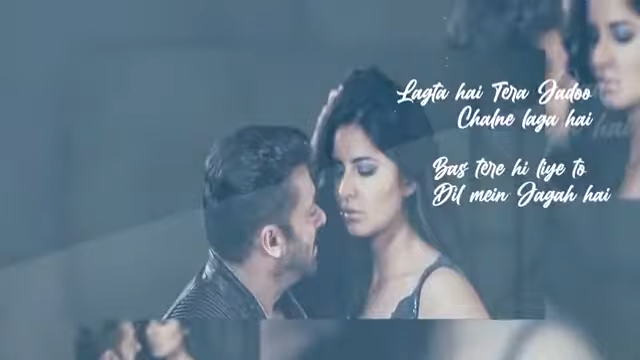 Lagta hai Tera Jadoo
Chalne laga hai
Bas tere hi liye to
Dil mein Jagah hai